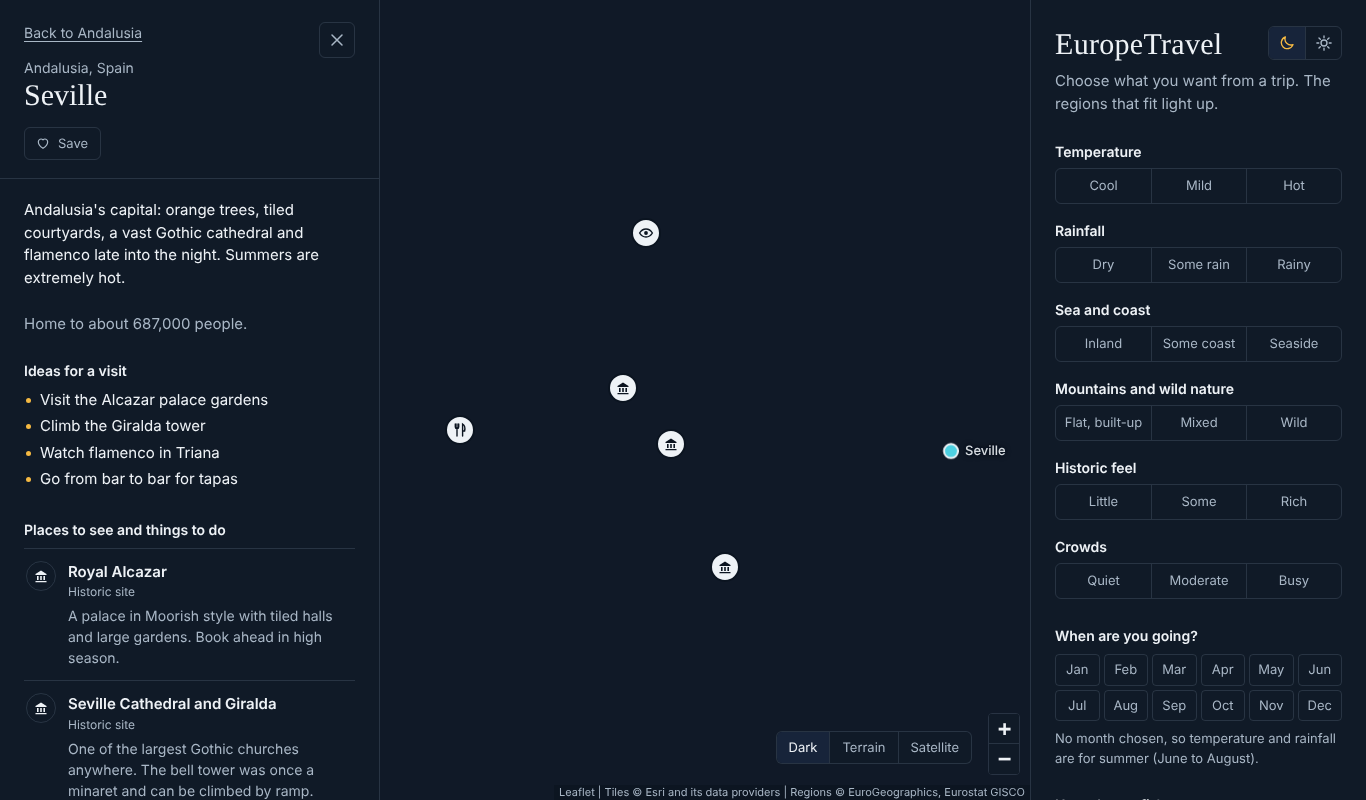 Back to Andalusia
Andalusia, Spain
Seville
Save
Andalusia's capital: orange trees, tiled
courtyards, a vast Gothic cathedral and
flamenco late into the night. Summers are
extremely hot.
Home to about 687,000 people.
Ideas for a visit
Visit the Alcazar palace gardens
Climb the Giralda tower
Watch flamenco in Triana
Go from bar to bar for tapas
Places to see and things to do
Royal Alcazar
Historic site
A palace in Moorish style with tiled halls
and large gardens. Book ahead in high
season.
Seville Cathedral and Giralda
Historic site
One of the largest Gothic churches
anywhere. The bell tower was once a
minaret and can be climbed by ramp.
Seville
Dark Terrain Satellite
+
−
Leaflet | Tiles © Esri and its data providers | Regions © EuroGeographics, Eurostat GISCO
EuropeTravel
Choose what you want from a trip. The
regions that fit light up.
Temperature
Cool Mild Hot
Rainfall
Dry Some rain Rainy
Sea and coast
Inland Some coast Seaside
Mountains and wild nature
Flat, built-up Mixed Wild
Historic feel
Little Some Rich
Crowds
Quiet Moderate Busy
When are you going?
Jan Feb Mar Apr May Jun
Jul Aug Sep Oct Nov Dec
No month chosen, so temperature and rainfall
are for summer (June to August).